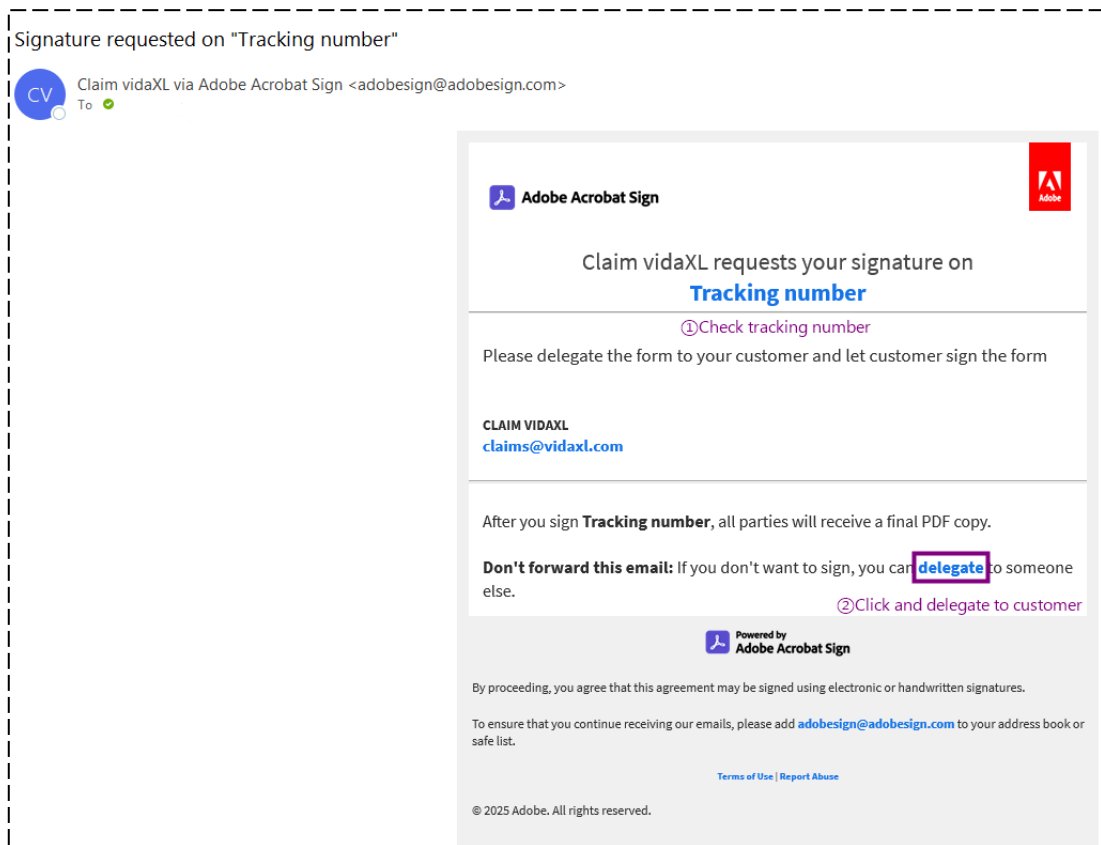 Signature requested on "Tracking number"
CV
Claim vidaXL via Adobe Acrobat Sign <adobesign@adobesign.com>
To
Adobe Acrobat Sign
Adobe
Claim vidaXL requests your signature on
Tracking number
①Check tracking number
Please delegate the form to your customer and let customer sign the form
CLAIM VIDAXL
claims@vidaxl.com
After you sign Tracking number, all parties will receive a final PDF copy.
Don't forward this email: If you don't want to sign, you can delegate to someone
else.
②Click and delegate to customer
Powered by
Adobe Acrobat Sign
By proceeding, you agree that this agreement may be signed using electronic or handwritten signatures.
To ensure that you continue receiving our emails, please add adobesign@adobesign.com to your address book or
safe list.
Terms of Use | Report Abuse
© 2025 Adobe. All rights reserved.